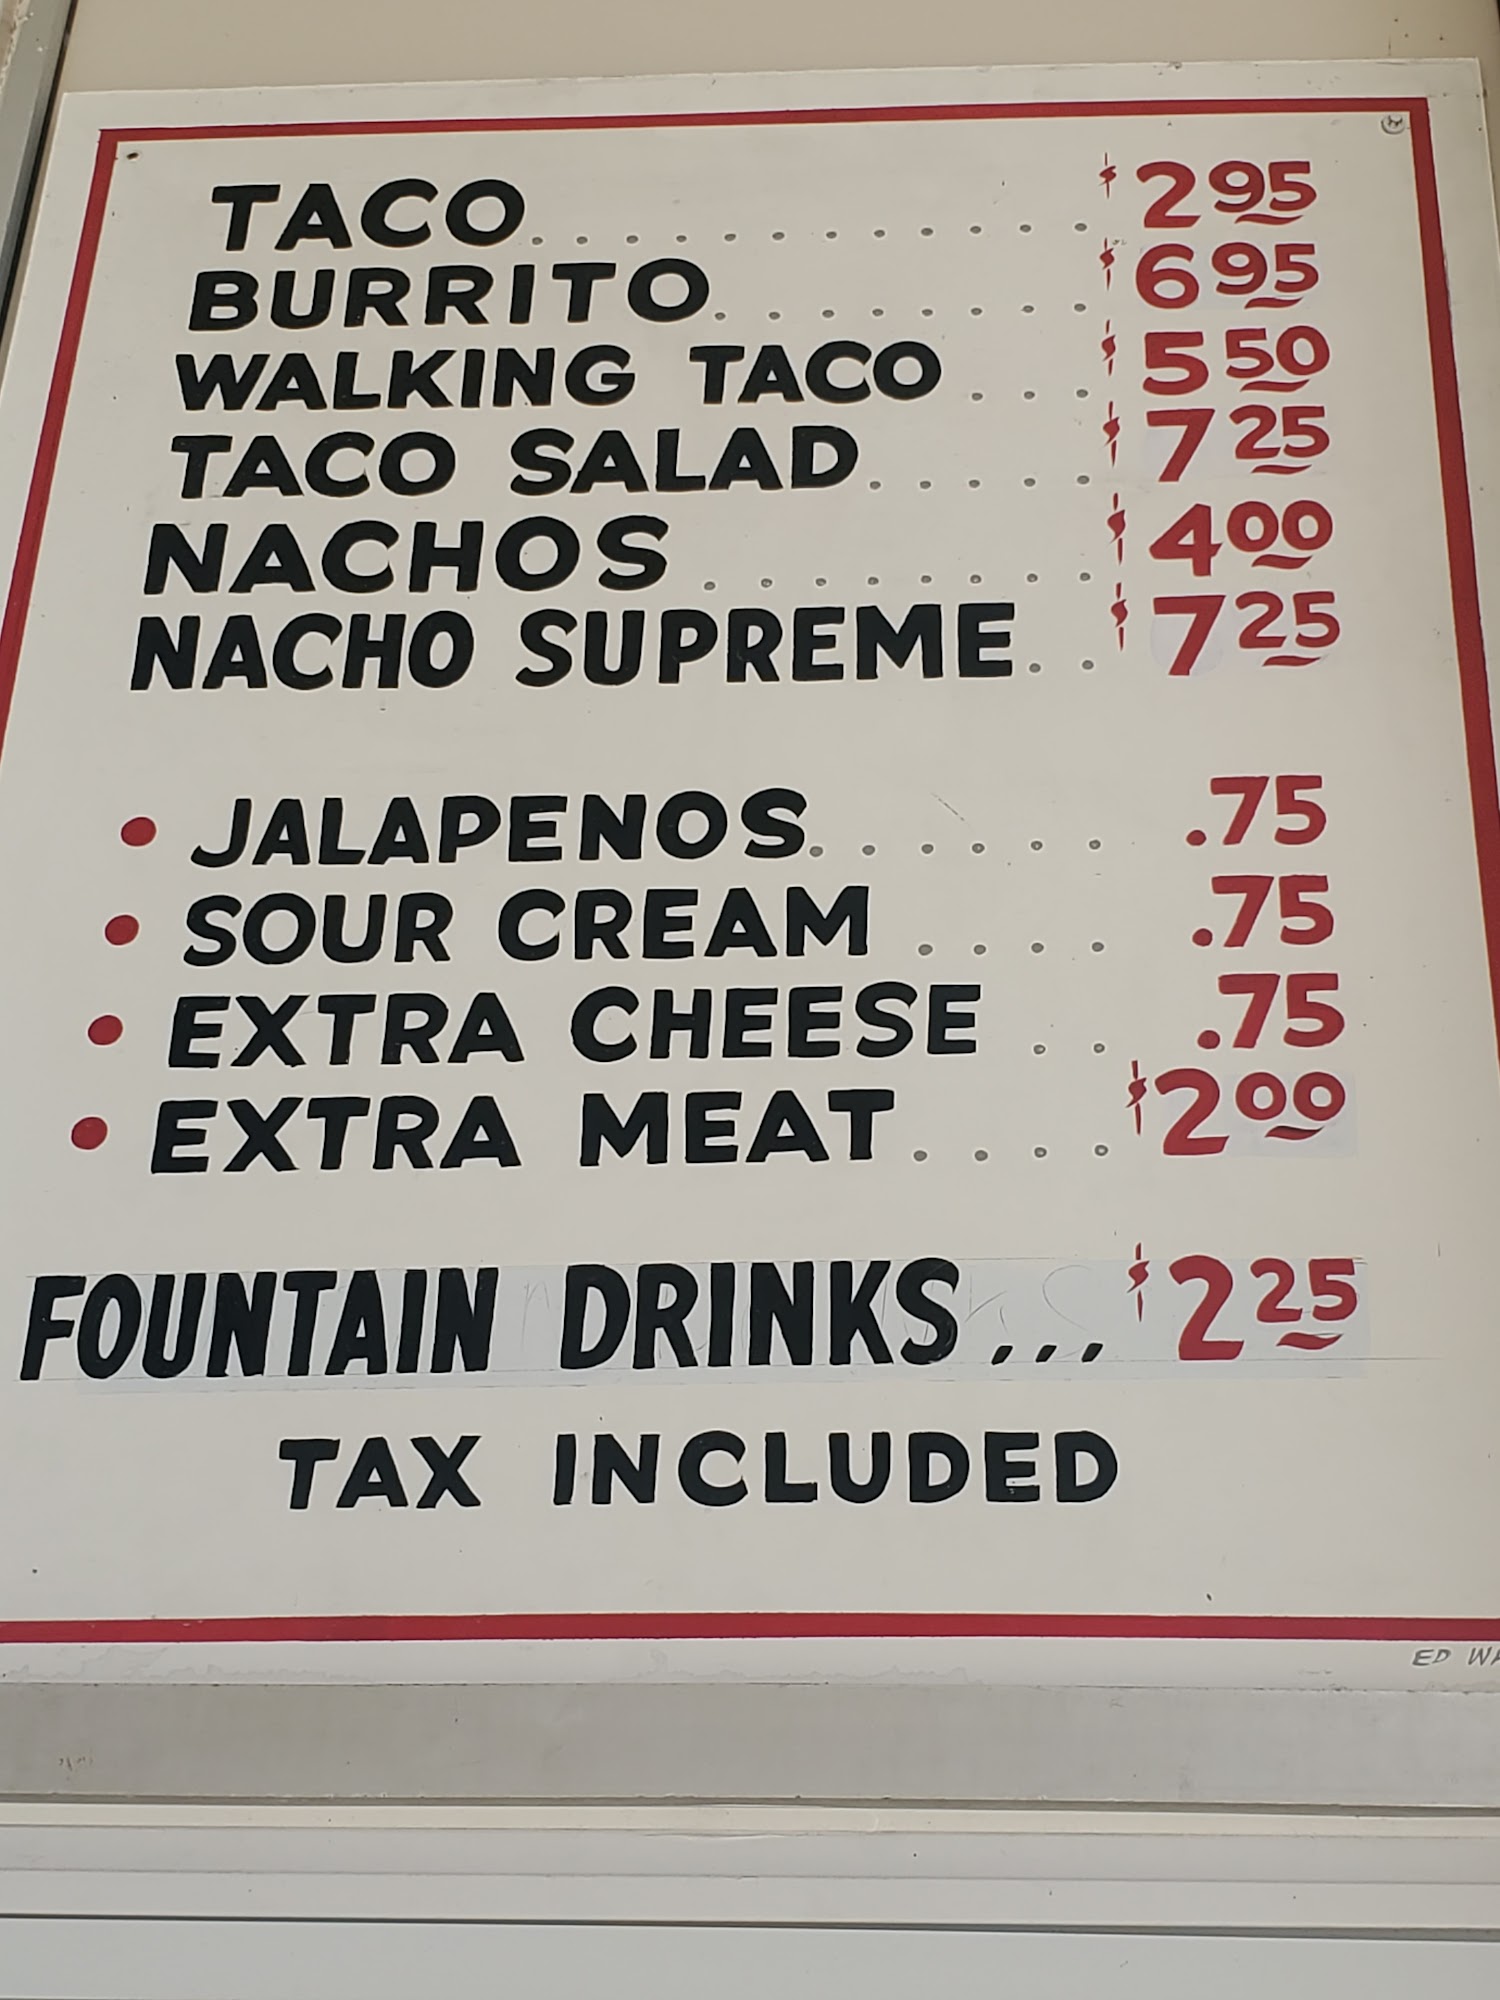 TACO............ $2 95
BURRITO........ $6 95
WALKING TACO ... $5 50
TACO SALAD..... $7 25
NACHOS........ $4 00
NACHO SUPREME.. $7 25
• JALAPENOS...... .75
• SOUR CREAM .... .75
• EXTRA CHEESE .. .75
• EXTRA MEAT.... $2 00
FOUNTAIN DRINKS... $2 25
TAX INCLUDED
ED